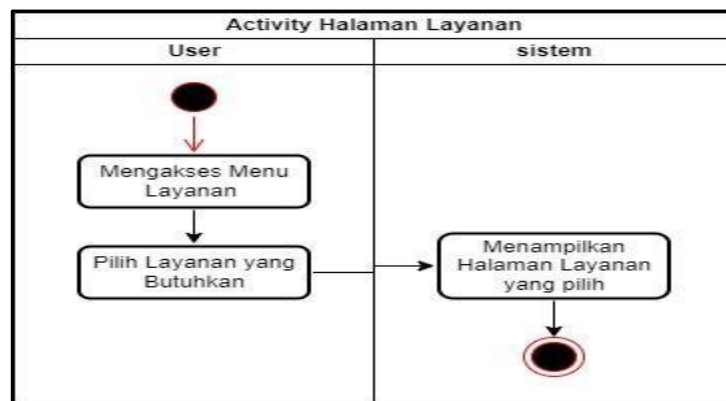 Activity Halaman Layanan
User
sistem
Mengakses Menu
Layanan
Pilih Layanan yang
Butuhkan
Menampilkan
Halaman Layanan
yang pilih